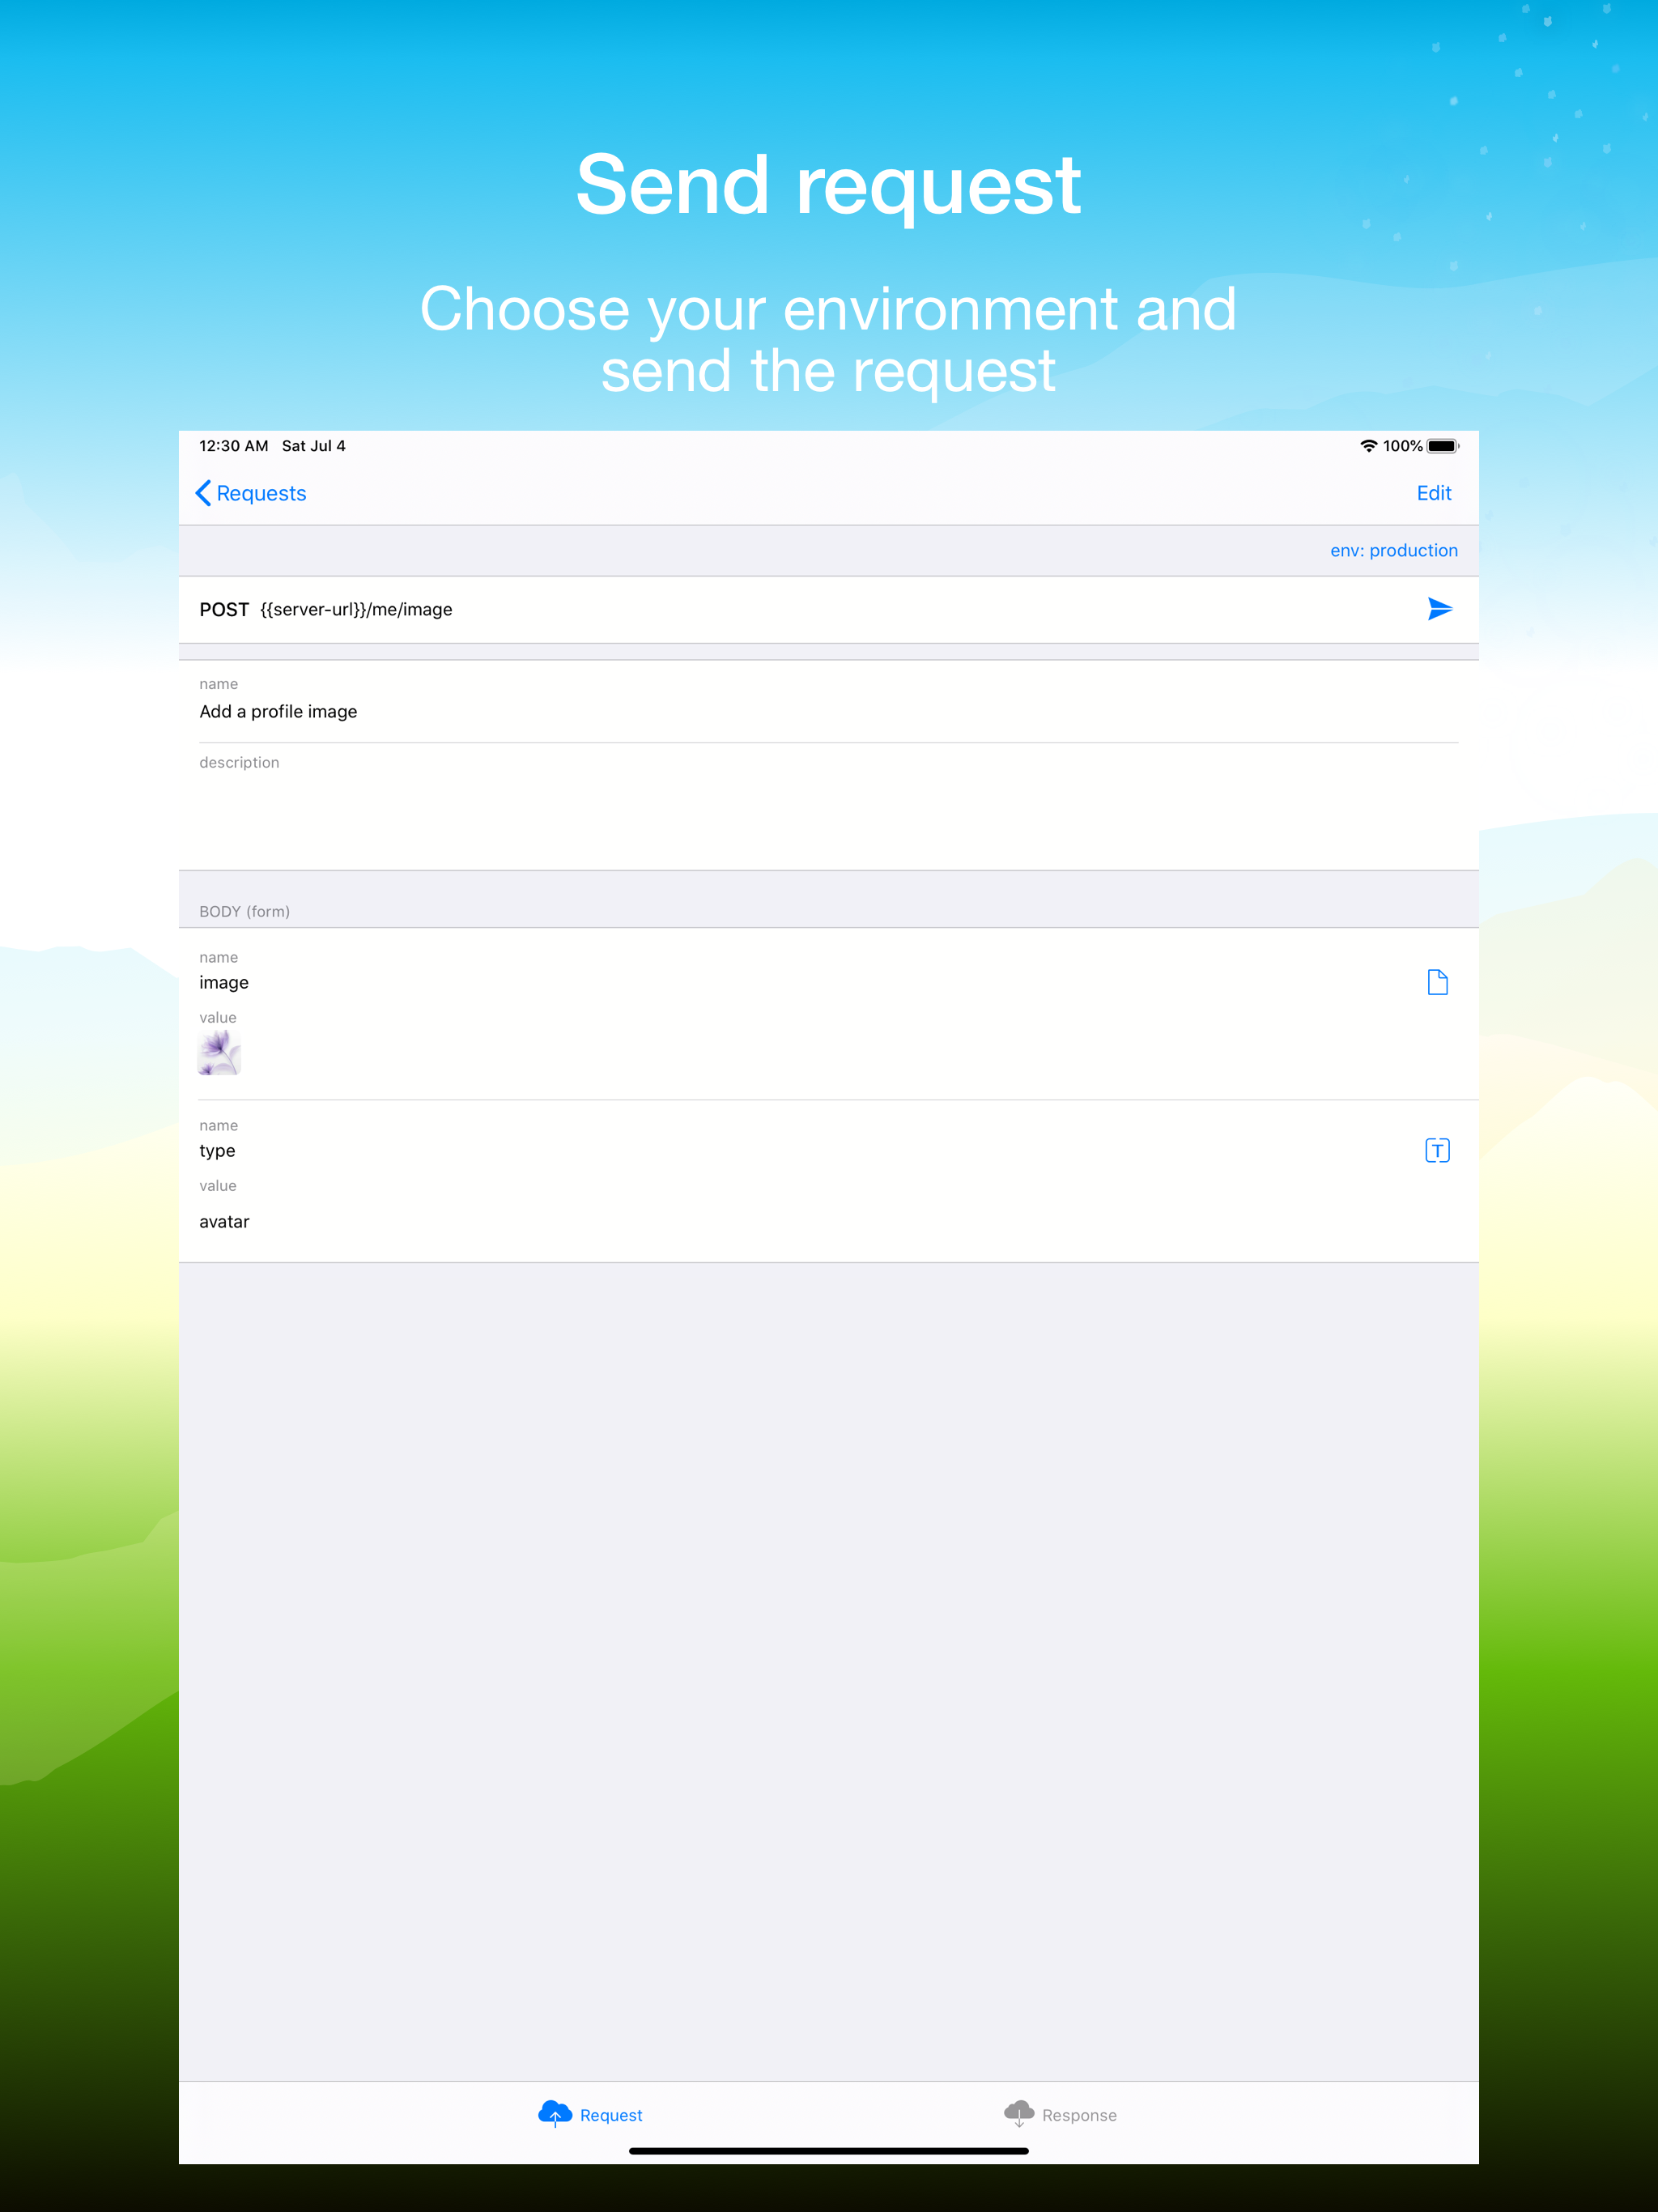 Send request
Choose your environment and
send the request
12:30 AM Sat Jul 4 100%
Requests Edit
env: production
POST {{server-url}}/me/image
name
Add a profile image
description
BODY (form)
name
image
value
name
type
T
value
avatar
Request Response